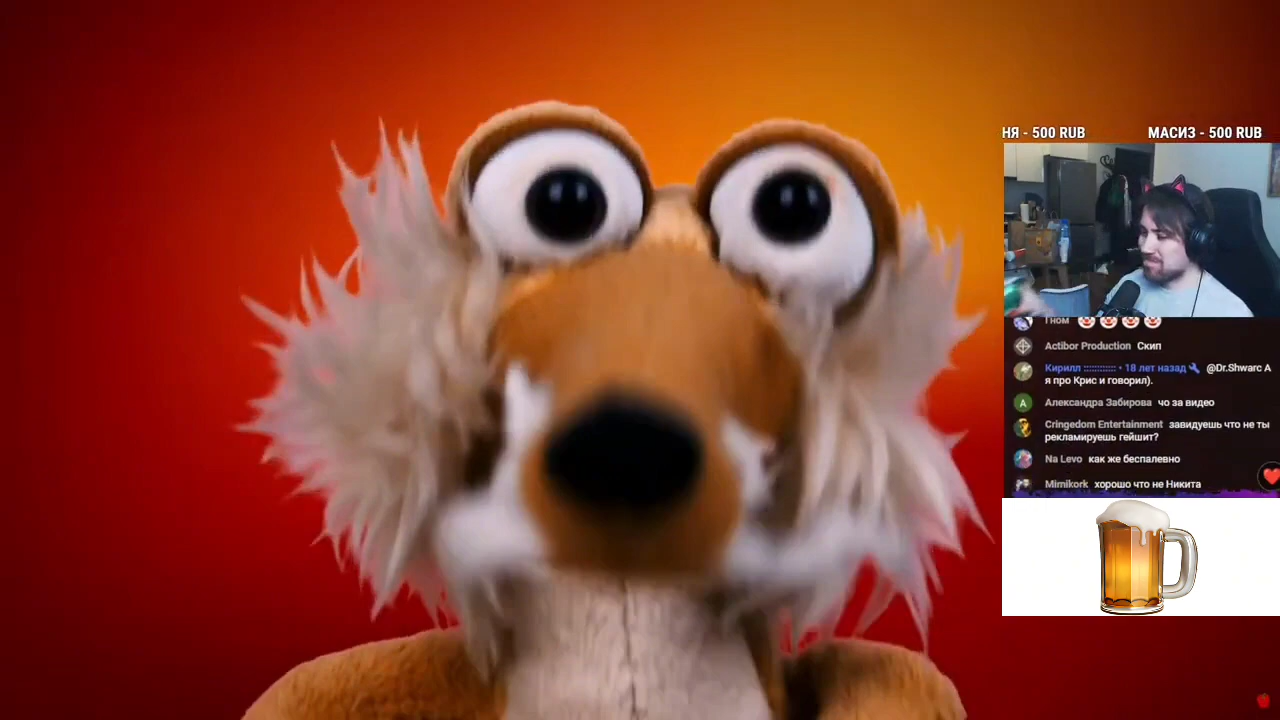 НЯ - 500 RUB МАСИЗ - 500 RUB
Гном
Actibor Production Скип
Кирилл :::::::::::: • 18 лет назад @Dr.Shwarc А
я про Крис и говорил).
А Александра Забирова чо за видео
Cringedom Entertainment завидуешь что не ты
рекламируешь гейшит?
Na Levo как же беспалевно
Mimikork хорошо что не Никита